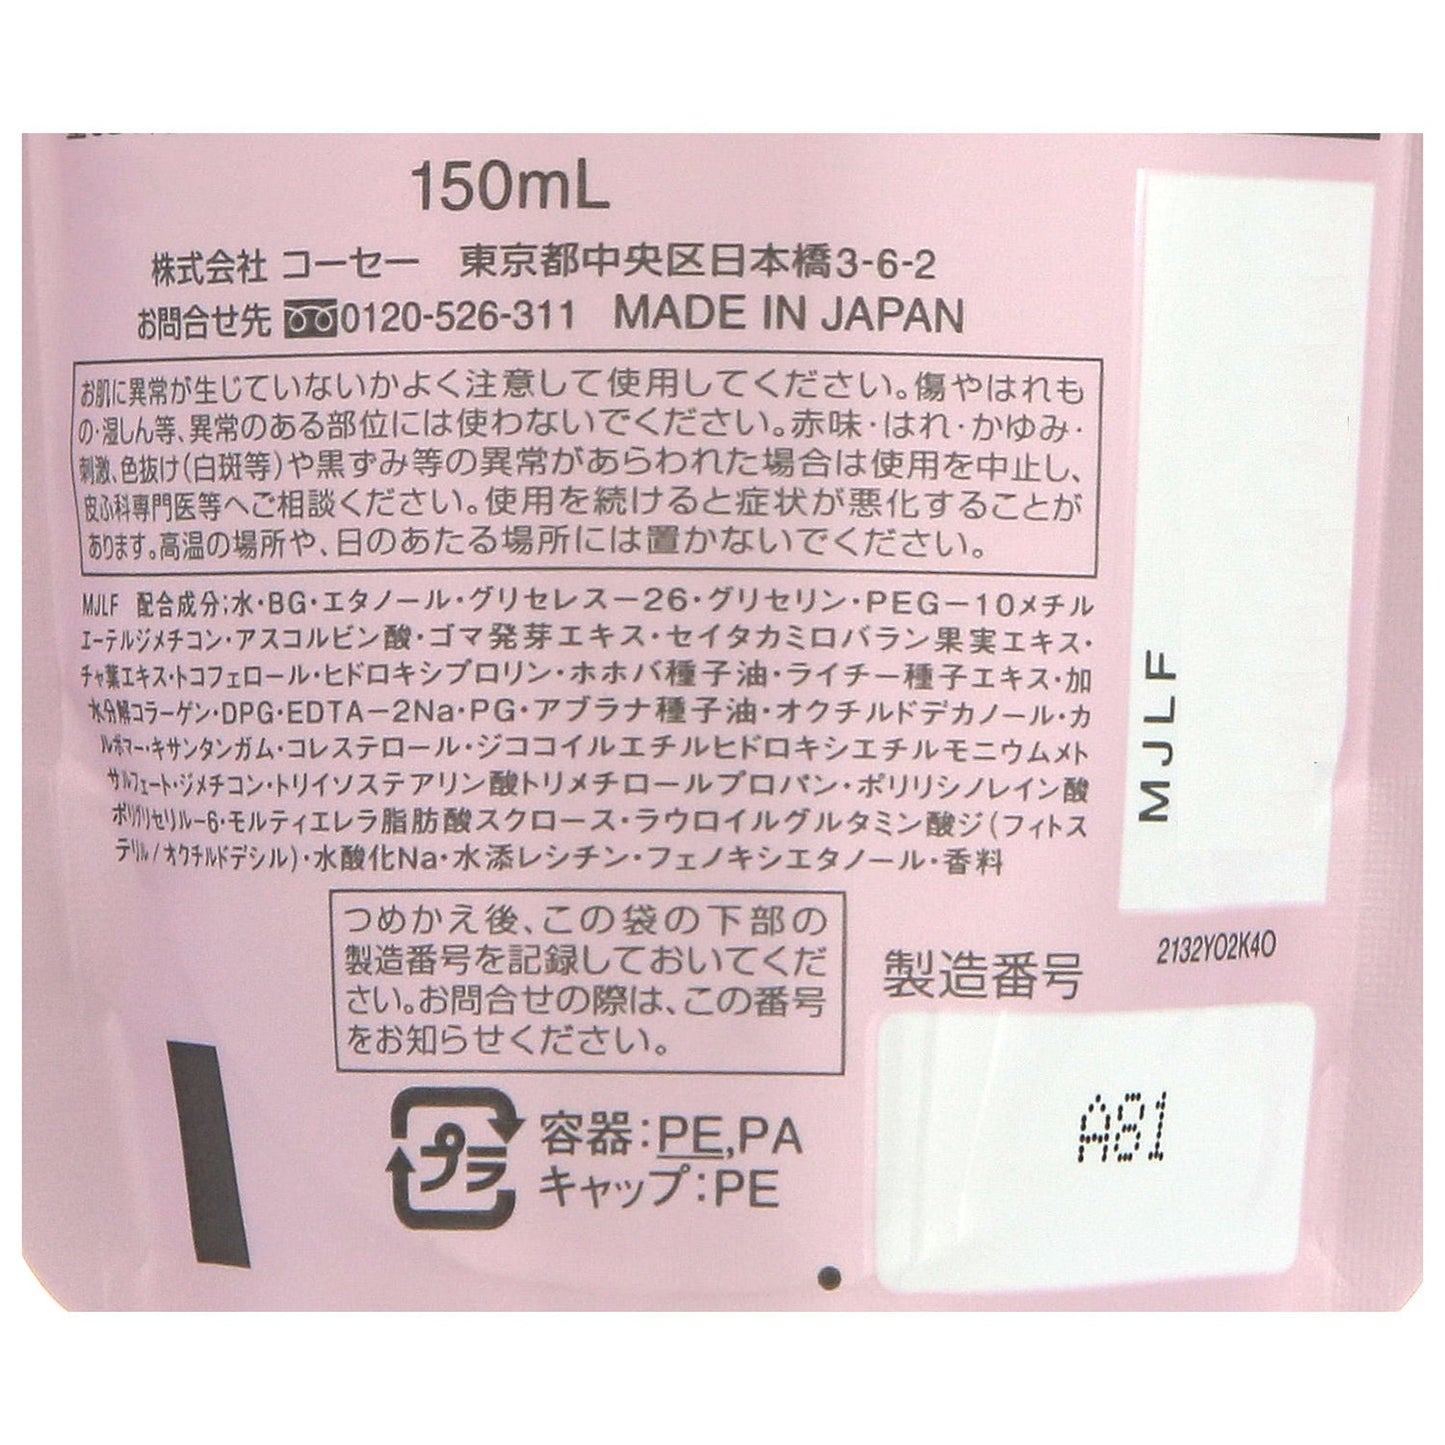 150mL
株式会社 コーセー 東京都中央区日本橋3-6-2
お問合せ先 0120-526-311 MADE IN JAPAN
お肌に異常が生じていないかよく注意して使用してください。傷やはれも
の・湿しん等、異常のある部位には使わないでください。赤味・はれ・かゆみ・
刺激、色抜け(白斑等)や黒ずみ等の異常があらわれた場合は使用を中止し、
皮ふ科専門医等へご相談ください。使用を続けると症状が悪化することが
あります。高温の場所や、日のあたる場所には置かないでください。
MJLF 配合成分:水・BG・エタノール・グリセレス-26・グリセリン・PEG-10メチル
エーテルジメチコン・アスコルビン酸・ゴマ発芽エキス・セイタカミロバラン果実エキス・
チャ葉エキス・トコフェロール・ヒドロキシプロリン・ホホバ種子油・ライチー種子エキス・加
水分解コラーゲン・DPG・EDTA-2Na・PG・アブラナ種子油・オクチルドデカノール・カ
ルボマー・キサンタンガム・コレステロール・ジココイルエチルヒドロキシエチルモニウムメト
サルフェート・ジメチコン・トリイソステアリン酸トリメチロールプロパン・ポリリシノレイン酸
ポリグリセリル-6・モルティエレラ脂肪酸スクロース・ラウロイルグルタミン酸ジ(フィトス
テリル/オクチルドデシル)・水酸化Na・水添レシチン・フェノキシエタノール・香料
MJLF
つめかえ後、この袋の下部の
製造番号を記録しておいてくだ
さい。お問合せの際は、この番号
をお知らせください。
製造番号
2132Y02K40
A81
プラ
容器:PE,PA
キャップ:PE